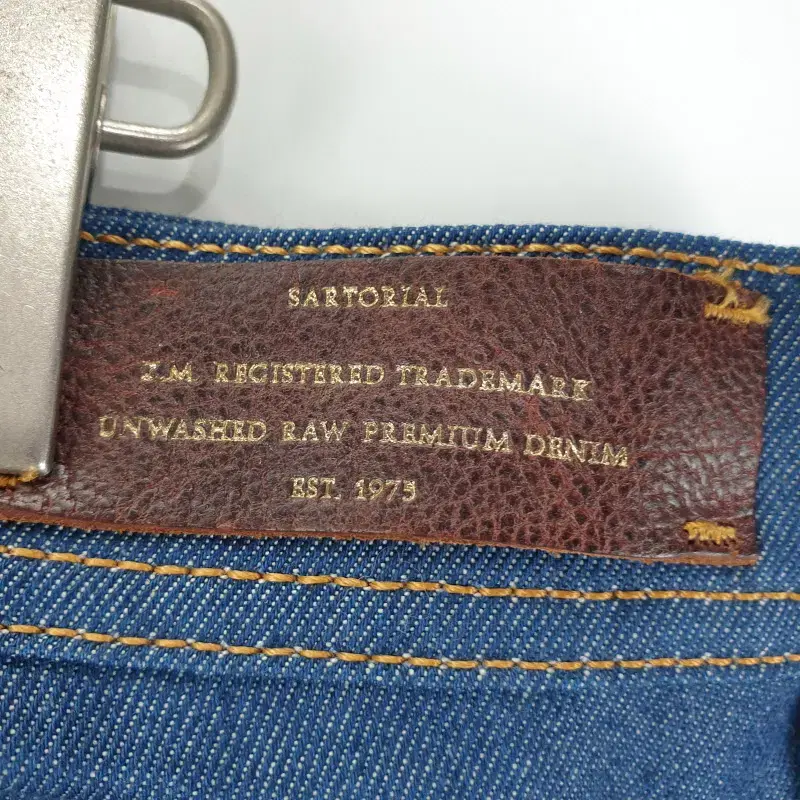 SARTORIAL
T.M REGISTERED TRADEMARK
UNWASHED RAW PREMIUM DENIM
EST. 1975